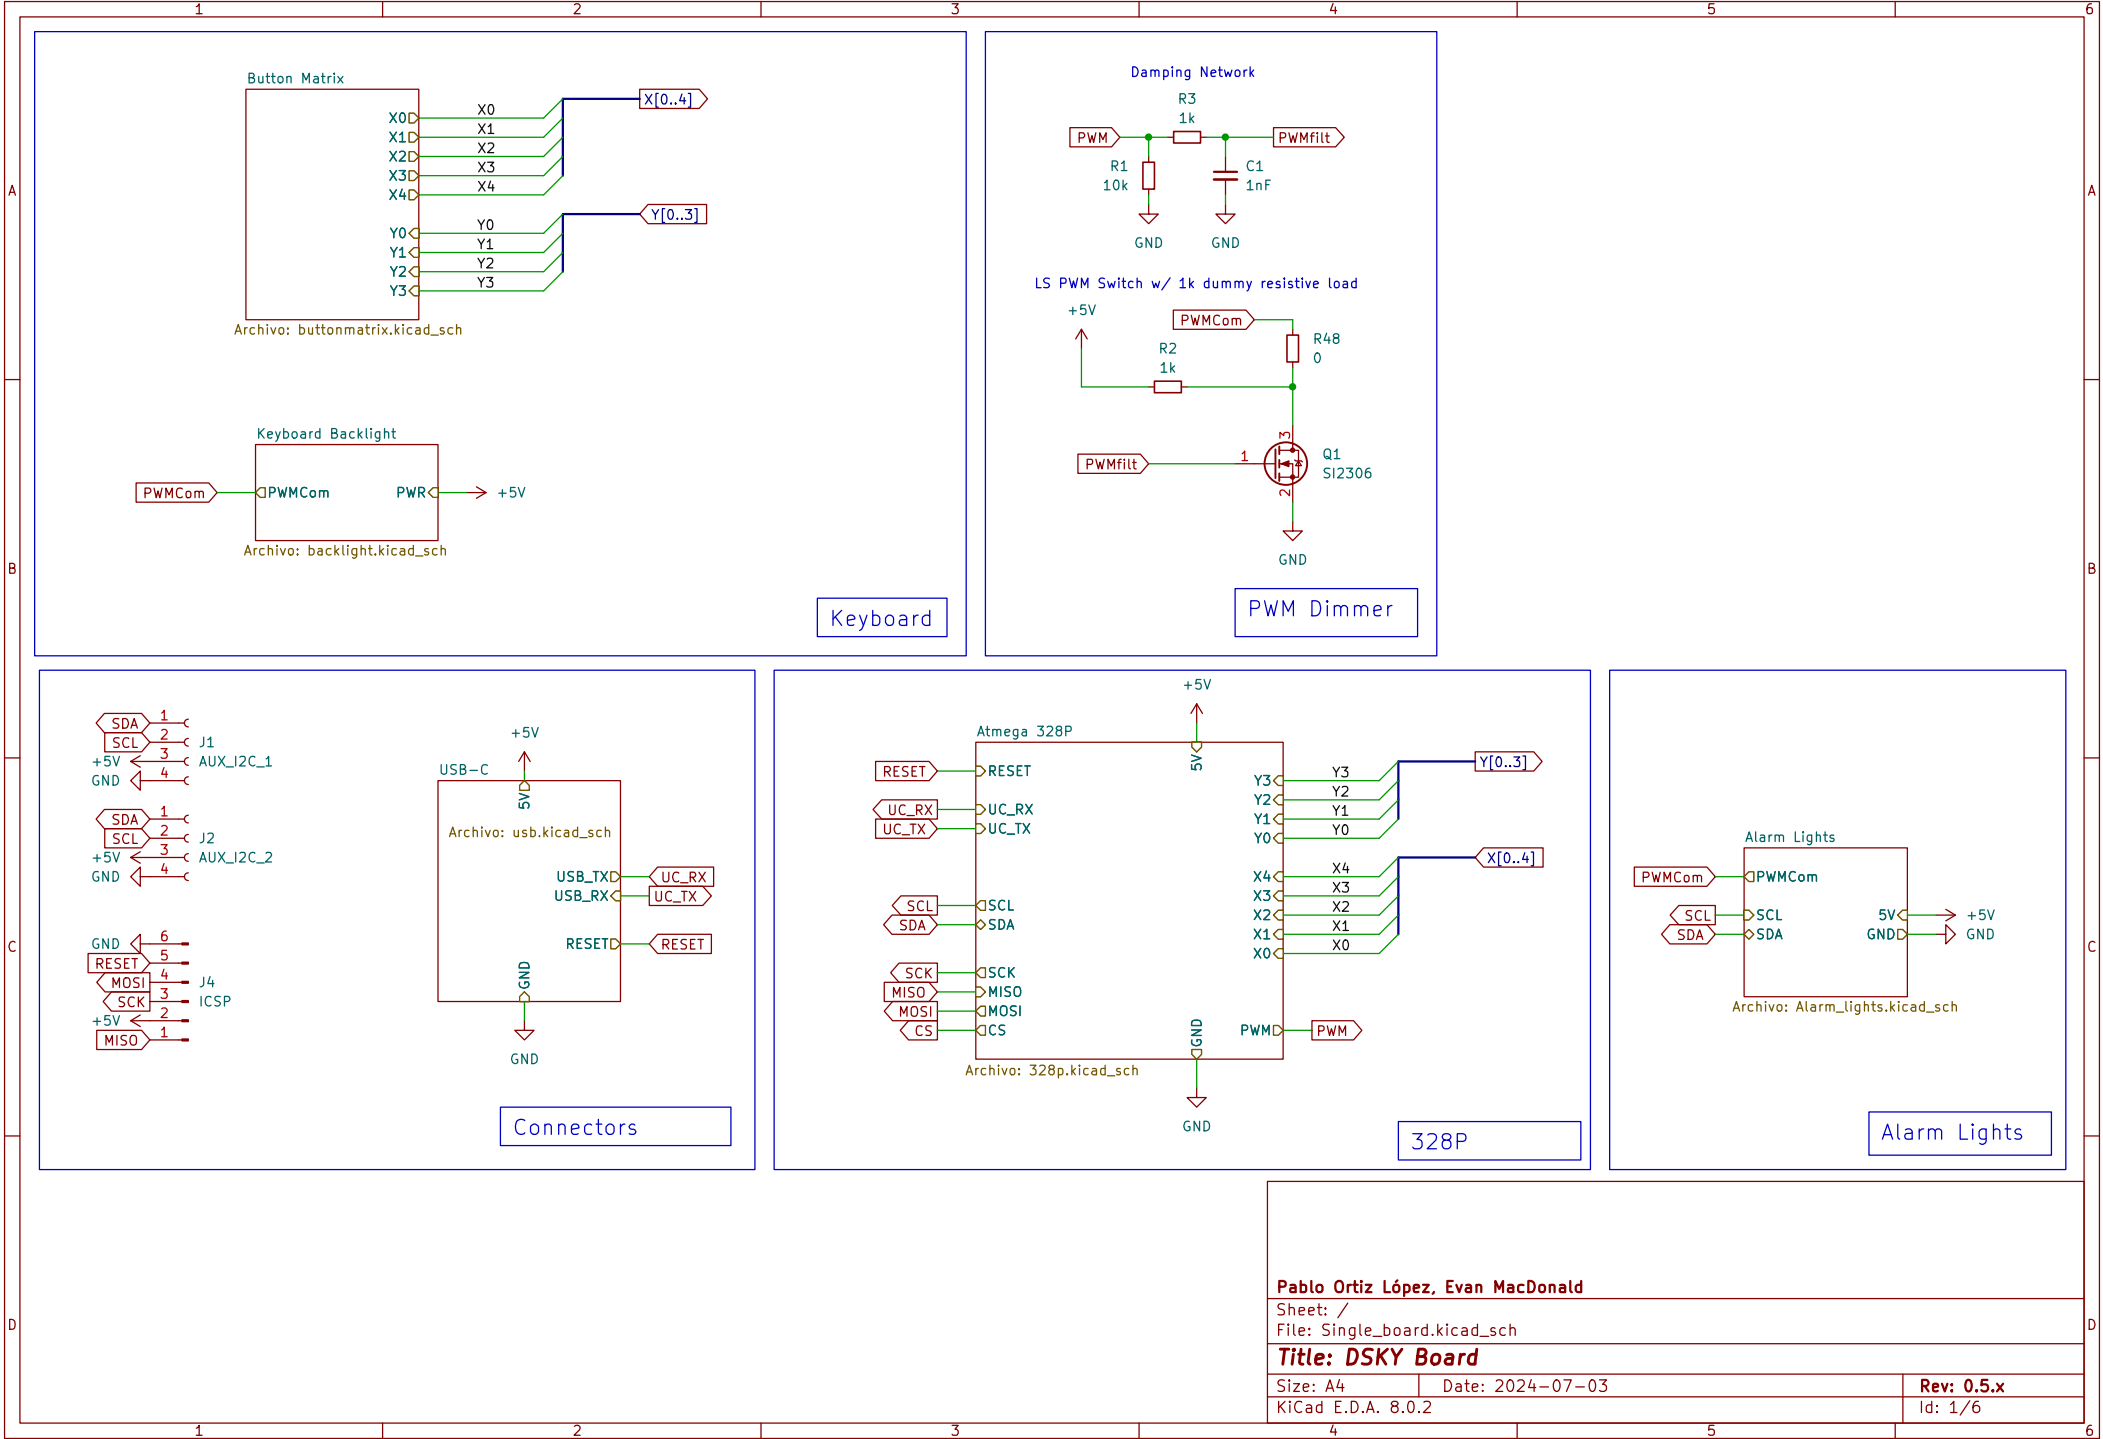 1 2 3 4 5 6
A
B
C
D
Button Matrix
X0 X0 X[0..4]
X1 X1
X2 X2
X3 X3
X4 X4
Y0 Y0 Y[0..3]
Y1 Y1
Y2 Y2
Y3 Y3
Archivo: buttonmatrix.kicad_sch
Keyboard Backlight
PWMCom PWMCom PWR +5V
Archivo: backlight.kicad_sch
Keyboard
Damping Network
R3
1k
PWM PWMfilt
R1
10k
C1
1nF
GND GND
LS PWM Switch w/ 1k dummy resistive load
+5V
PWMCom
R48
0
R2
1k
3
PWMfilt 1
Q1
SI2306
2
GND
PWM Dimmer
SDA 1
SCL 2
+5V 3
GND 4
J1
AUX_I2C_1
SDA 1
SCL 2
+5V 3
GND 4
J2
AUX_I2C_2
GND 6
RESET 5
MOSI 4
SCK 3
+5V 2
MISO 1
J4
ICSP
+5V
USB-C
5V
Archivo: usb.kicad_sch
USB_TX UC_RX
USB_RX UC_TX
RESET RESET
GND
GND
Connectors
+5V
Atmega 328P
5V
RESET RESET
UC_RX UC_RX
UC_TX UC_TX
SCL SCL
SDA SDA
SCK SCK
MISO MISO
MOSI MOSI
CS CS
Y3 Y3 Y[0..3]
Y2 Y2
Y1 Y1
Y0 Y0
X4 X4 X[0..4]
X3 X3
X2 X2
X1 X1
X0 X0
PWM PWM
GND
Archivo: 328p.kicad_sch
GND
328P
Alarm Lights
PWMCom PWMCom
SCL SCL 5V +5V
SDA SDA GND GND
Archivo: Alarm_lights.kicad_sch
Alarm Lights
Pablo Ortiz López, Evan MacDonald
Sheet: /
File: Single_board.kicad_sch
Title: DSKY Board
Size: A4 Date: 2024-07-03 Rev: 0.5.x
KiCad E.D.A. 8.0.2 Id: 1/6
A
B
C
D
1 2 3 4 5 6